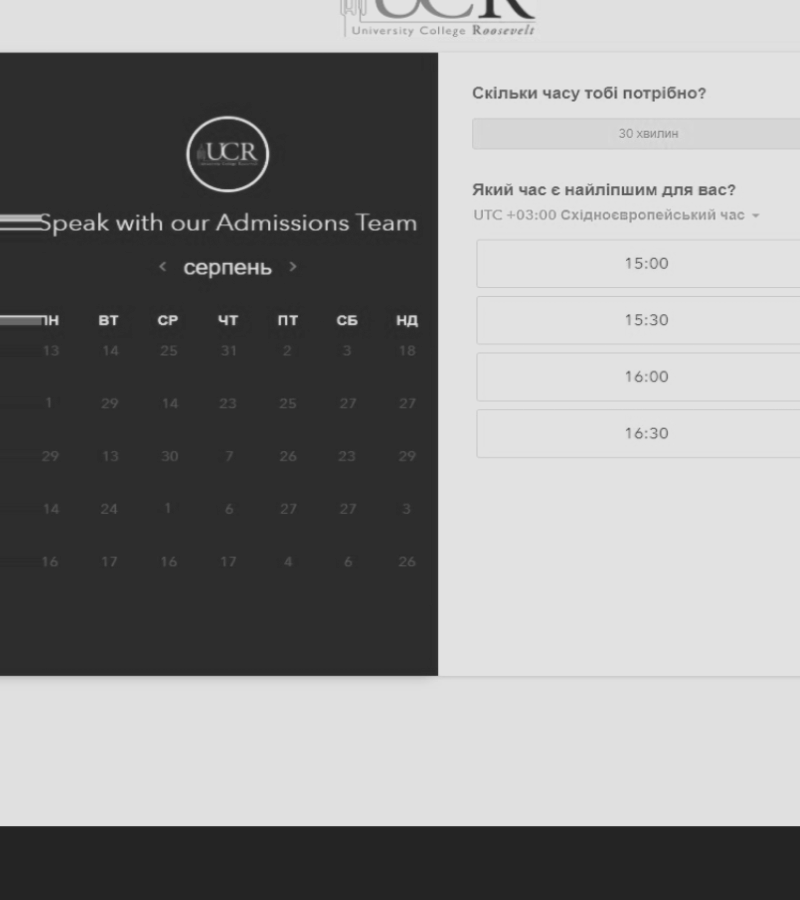 UCR
University College Roosevelt
UCR
Speak with our Admissions Team
‹ серпень ›
ПН ВТ СР ЧТ ПТ СБ НД
13 14 25 31 2 3 18
1 29 14 23 25 27 27
29 13 30 7 26 23 29
14 24 1 6 27 27 3
16 17 16 17 4 6 26
Скільки часу тобі потрібно?
30 хвилин
Який час є найліпшим для вас?
UTC +03:00 Східноєвропейський час
15:00
15:30
16:00
16:30